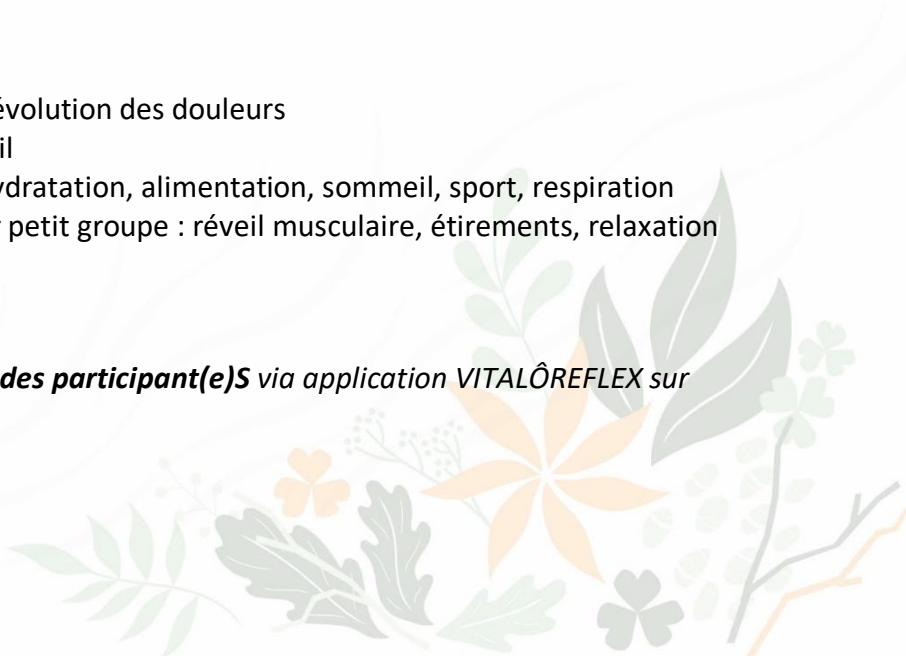 évolution des douleurs
il
ydratation, alimentation, sommeil, sport, respiration
petit groupe : réveil musculaire, étirements, relaxation
des participant(e)S via application VITALÔREFLEX sur